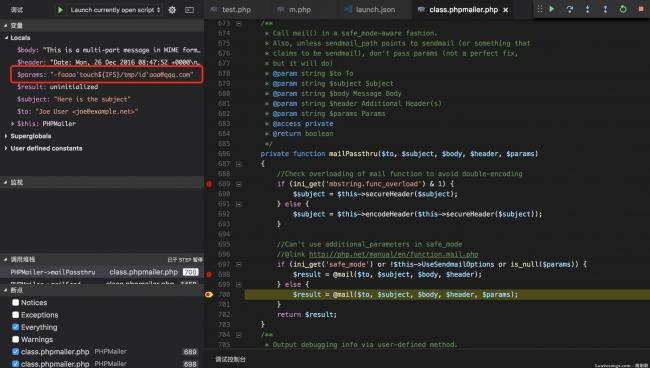 调试
Launch currently open script
test.php
m.php
launch.json
class.phpmailer.php
变量
Locals
$body: "This is a multi-part message in MIME form…
$header: "Date: Mon, 26 Dec 2016 08:47:52 +0000\n…
$params: "-faaaa`touch${IFS}/tmp/id`aaa@qqq.com"
$result: uninitialized
$subject: "Here is the subject"
$to: "Joe User <joe@example.net>"
$this: PHPMailer
Superglobals
User defined constants
监视
调用堆栈
已于 STEP 暂停
PHPMailer->mailPassthru
class.phpmailer.php
700
断点
Notices
Exceptions
Everything
Warnings
class.phpmailer.php PHPMailer 689
class.phpmailer.php PHPMailer 698
673 /**
674 * Call mail() in a safe_mode-aware fashion.
675 * Also, unless sendmail_path points to sendmail (or something that
676 * claims to be sendmail), don't pass params (not a perfect fix,
677 * but it will do)
678 * @param string $to To
679 * @param string $subject Subject
680 * @param string $body Message Body
681 * @param string $header Additional Header(s)
682 * @param string $params Params
683 * @access private
684 * @return boolean
685 */
686 private function mailPassthru($to, $subject, $body, $header, $params)
687 {
688 //Check overloading of mail function to avoid double-encoding
689 if (ini_get('mbstring.func_overload') & 1) {
690 $subject = $this->secureHeader($subject);
691 } else {
692 $subject = $this->encodeHeader($this->secureHeader($subject));
693 }
694
695 //Can't use additional_parameters in safe_mode
696 //@link http://php.net/manual/en/function.mail.php
697 if (ini_get('safe_mode') or !$this->UseSendmailOptions or is_null($params)) {
698 $result = @mail($to, $subject, $body, $header);
699 } else {
700 $result = @mail($to, $subject, $body, $header, $params);
701 }
702 return $result;
703 }
704 /**
705 * Output debugging info via user-defined method.
调试控制台